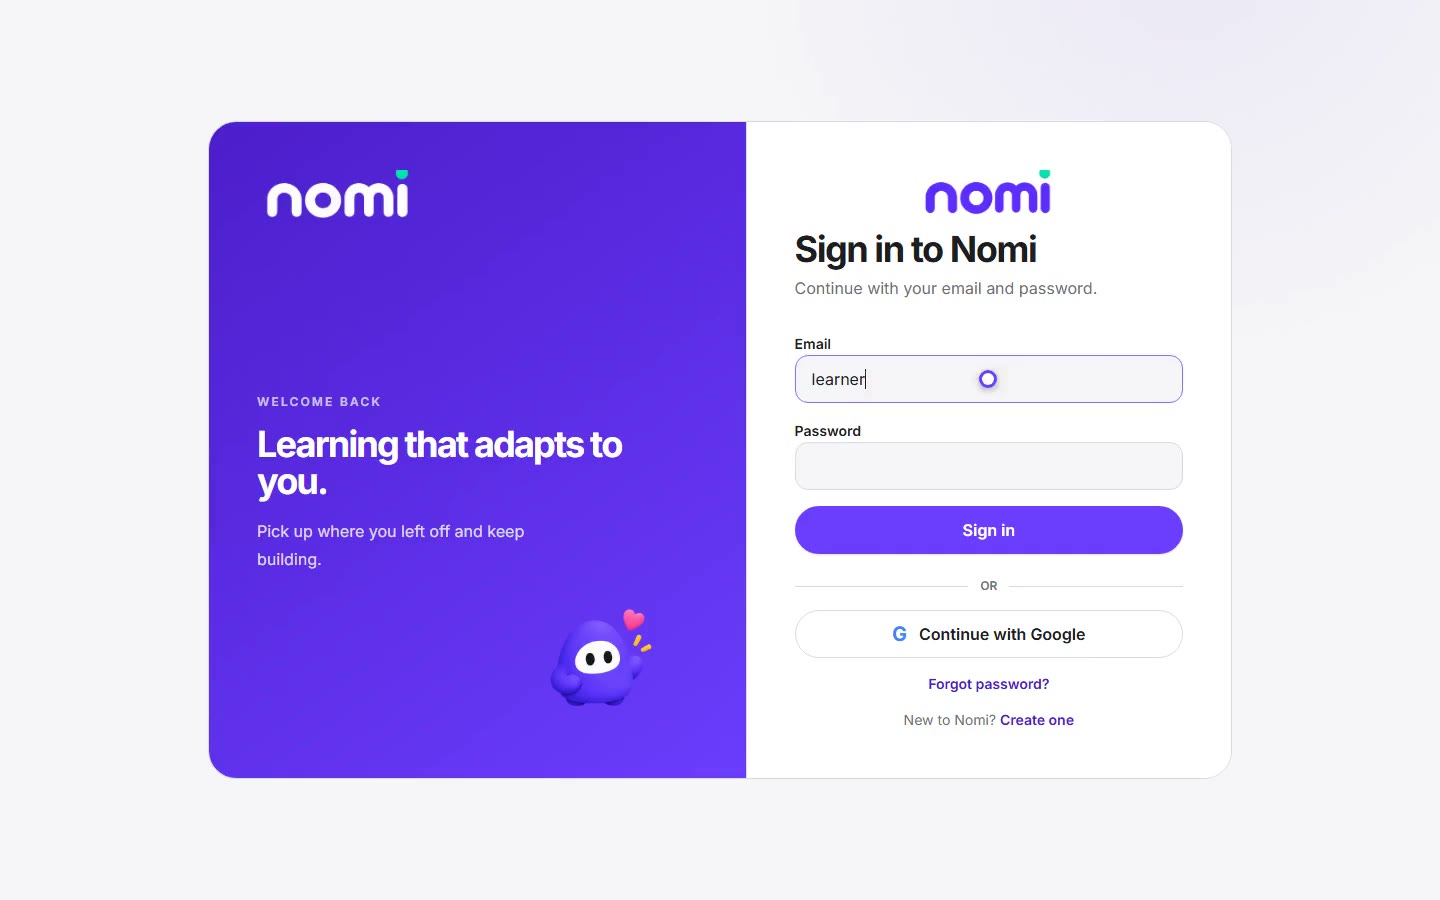 nomi
WELCOME BACK
Learning that adapts to
you.
Pick up where you left off and keep
building.
nomi
Sign in to Nomi
Continue with your email and password.
Email
learner
Password
Sign in
OR
G Continue with Google
Forgot password?
New to Nomi? Create one